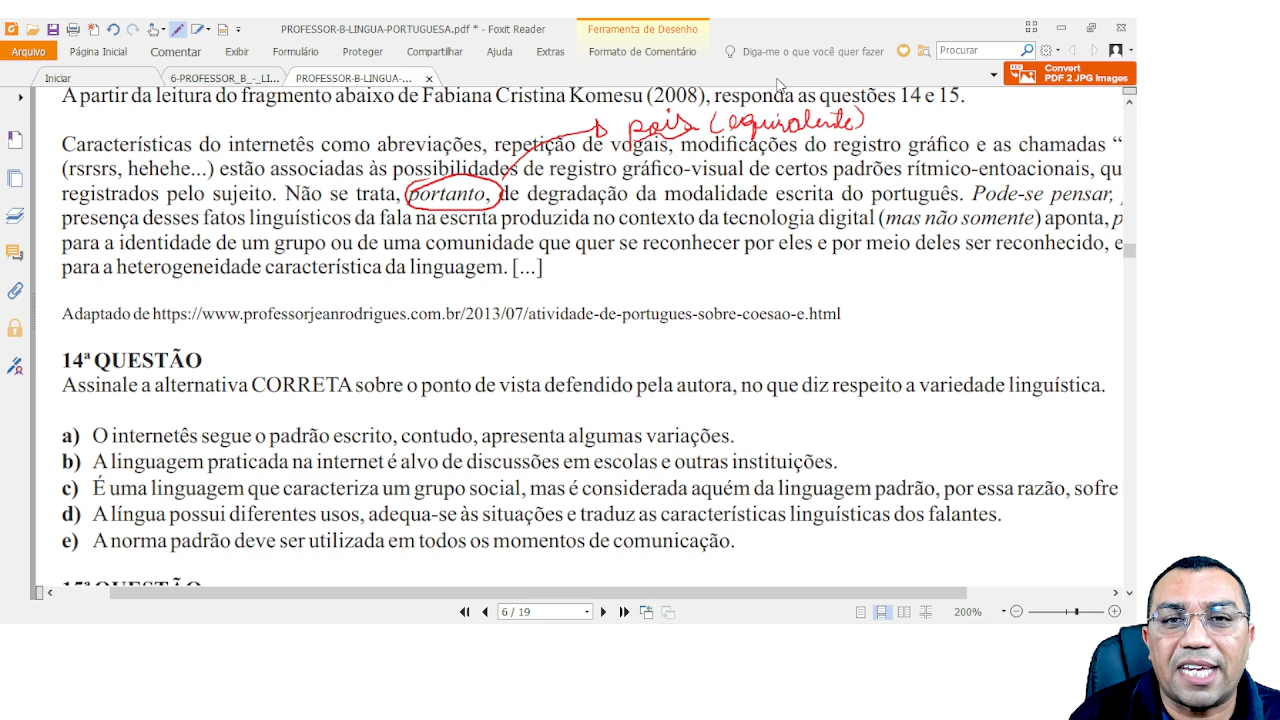 PROFESSOR-B-LINGUA-PORTUGUESA.pdf * - Foxit Reader
Ferramenta de Desenho
Arquivo Página Inicial Comentar Exibir Formulário Proteger Compartilhar Ajuda Extras Formato de Comentário Diga-me o que você quer fazer Procurar
Iniciar 6-PROFESSOR_B_-_LI... PROFESSOR-B-LINGUA-...
Convert
PDF 2 JPG Images
A partir da leitura do fragmento abaixo de Fabiana Cristina Komesu (2008), responda as questões 14 e 15.
pois (equivalente)
Características do internetês como abreviações, repetição de vogais, modificações do registro gráfico e as chamadas “
(rsrsrs, hehehe...) estão associadas às possibilidades de registro gráfico-visual de certos padrões rítmico-entoacionais, qu
registrados pelo sujeito. Não se trata, portanto, de degradação da modalidade escrita do português. Pode-se pensar,
presença desses fatos linguísticos da fala na escrita produzida no contexto da tecnologia digital (mas não somente) aponta, p
para a identidade de um grupo ou de uma comunidade que quer se reconhecer por eles e por meio deles ser reconhecido, e
para a heterogeneidade característica da linguagem. [...]
Adaptado de https://www.professorjeanrodrigues.com.br/2013/07/atividade-de-portugues-sobre-coesao-e.html
14ª QUESTÃO
Assinale a alternativa CORRETA sobre o ponto de vista defendido pela autora, no que diz respeito a variedade linguística.
a) O internetês segue o padrão escrito, contudo, apresenta algumas variações.
b) A linguagem praticada na internet é alvo de discussões em escolas e outras instituições.
c) É uma linguagem que caracteriza um grupo social, mas é considerada aquém da linguagem padrão, por essa razão, sofre
d) A língua possui diferentes usos, adequa-se às situações e traduz as características linguísticas dos falantes.
e) A norma padrão deve ser utilizada em todos os momentos de comunicação.
15ª QUESTÃO
6 / 19
200%